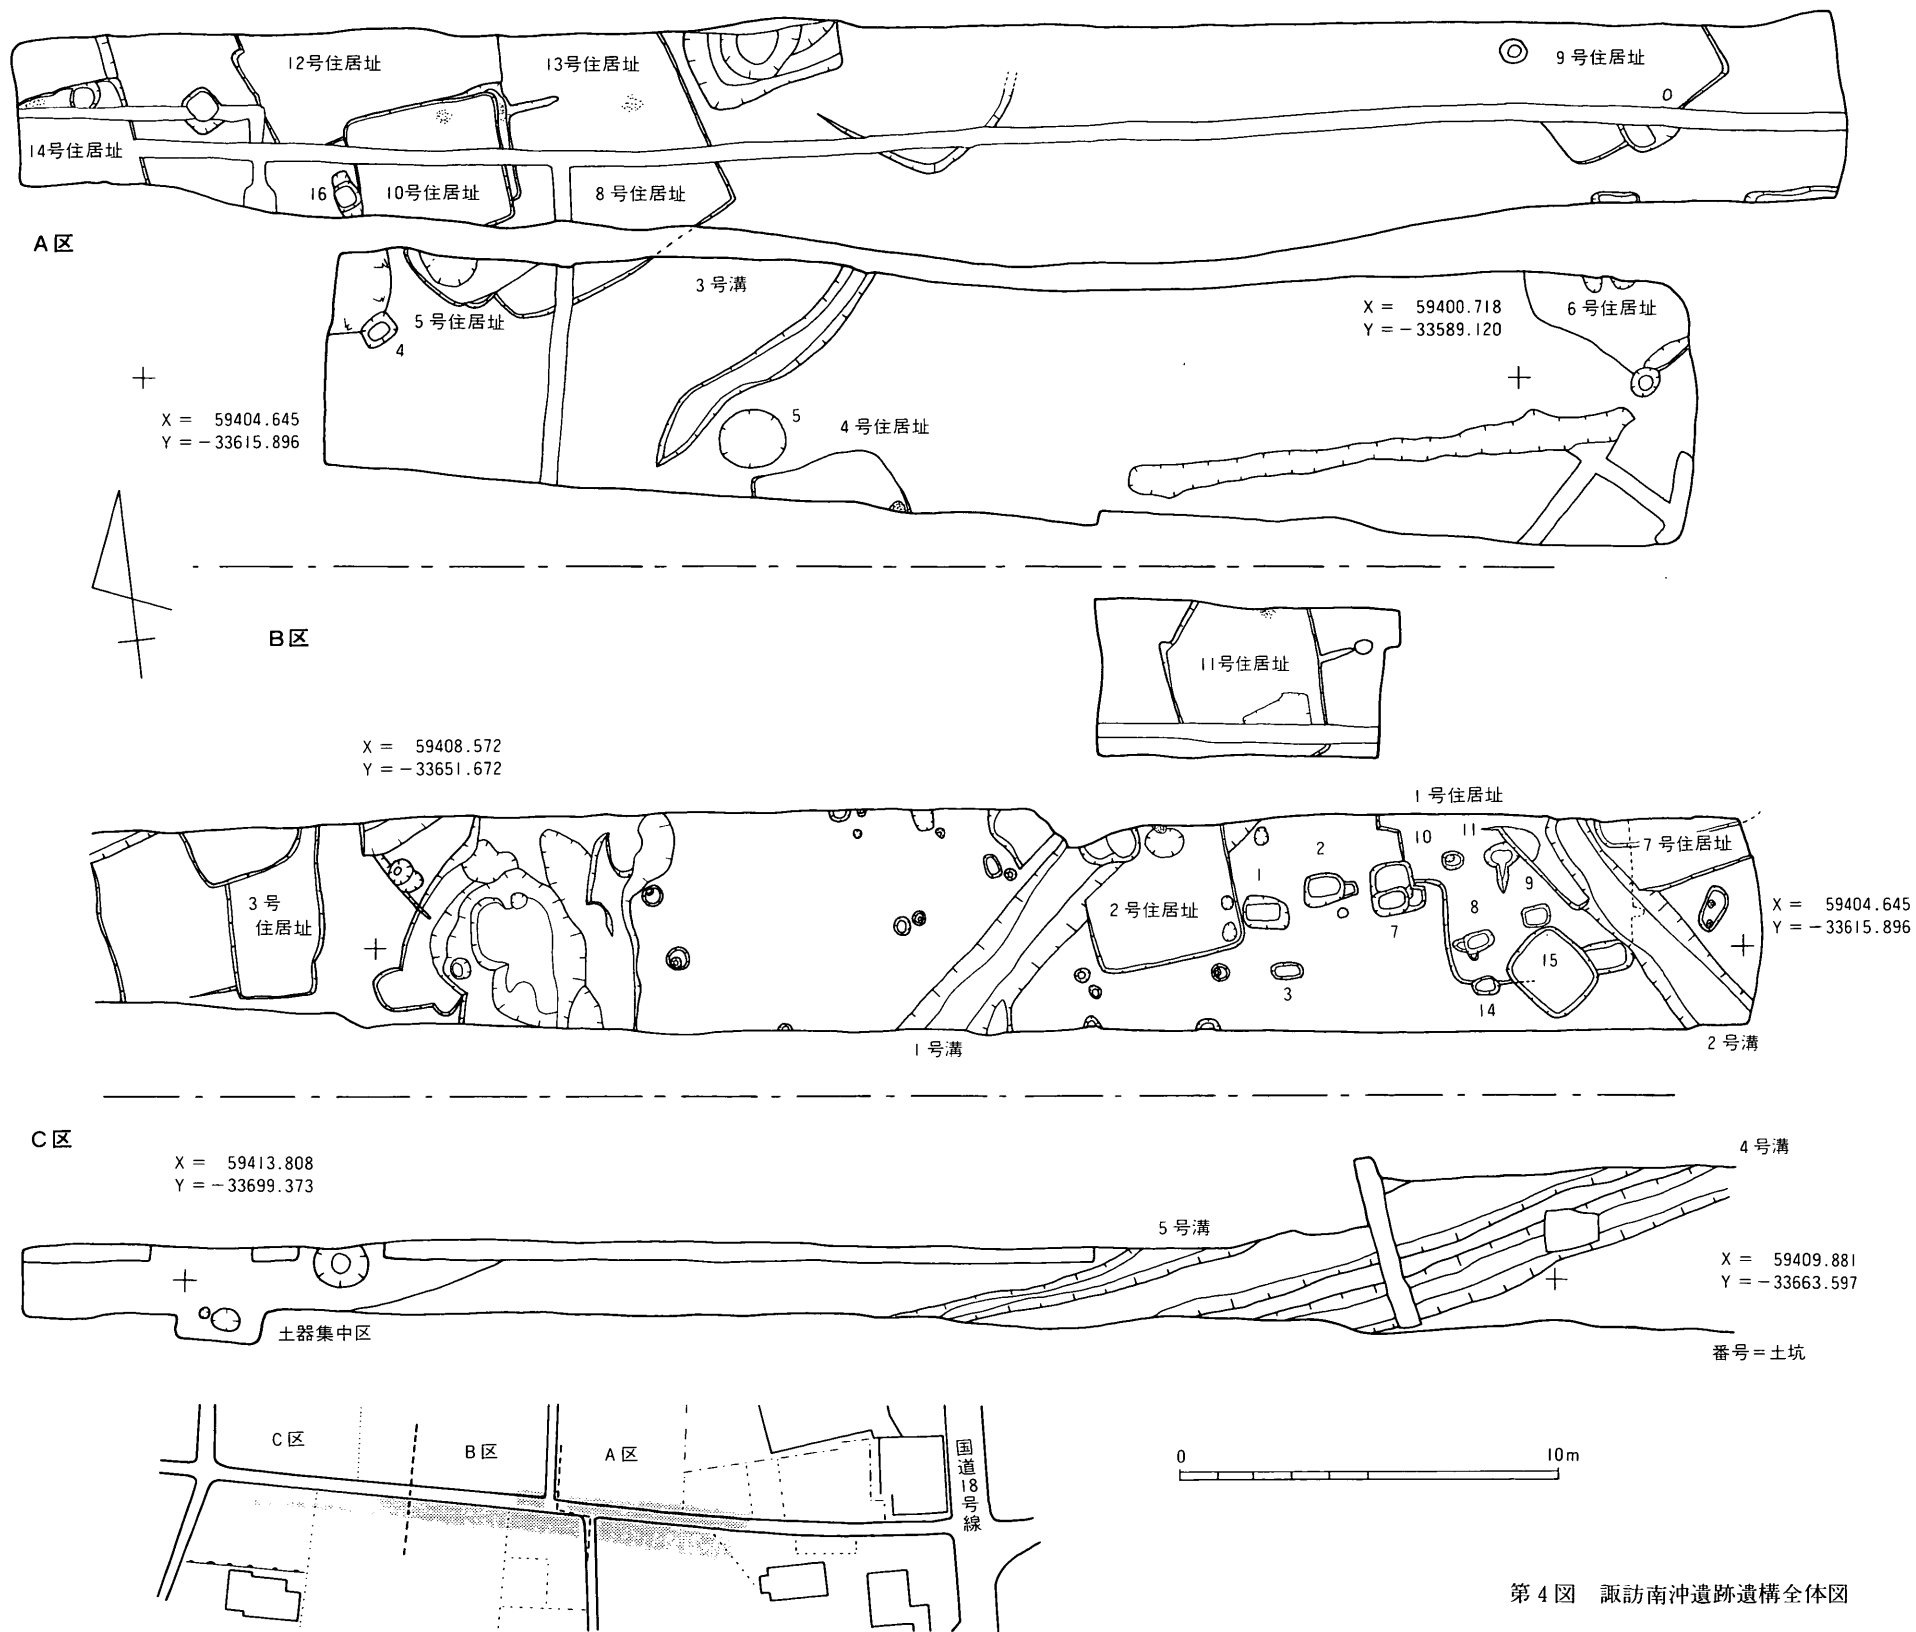 12号住居址
13号住居址
9号住居址
14号住居址
16
10号住居址
8号住居址
A区
3号溝
X = 59400.718
Y = −33589.120
6号住居址
5号住居址
4
X = 59404.645
Y = −33615.896
5
4号住居址
B区
11号住居址
X = 59408.572
Y = −33651.672
1号住居址
10
11
7号住居址
2
1
9
3号
住居址
2号住居址
8
7
X = 59404.645
Y = −33615.896
15
3
14
1号溝
2号溝
C区
4号溝
X = 59413.808
Y = −33699.373
5号溝
X = 59409.881
Y = −33663.597
土器集中区
番号=土坑
C区
B区
A区
国道18号線
0
10m
第4図 諏訪南沖遺跡遺構全体図